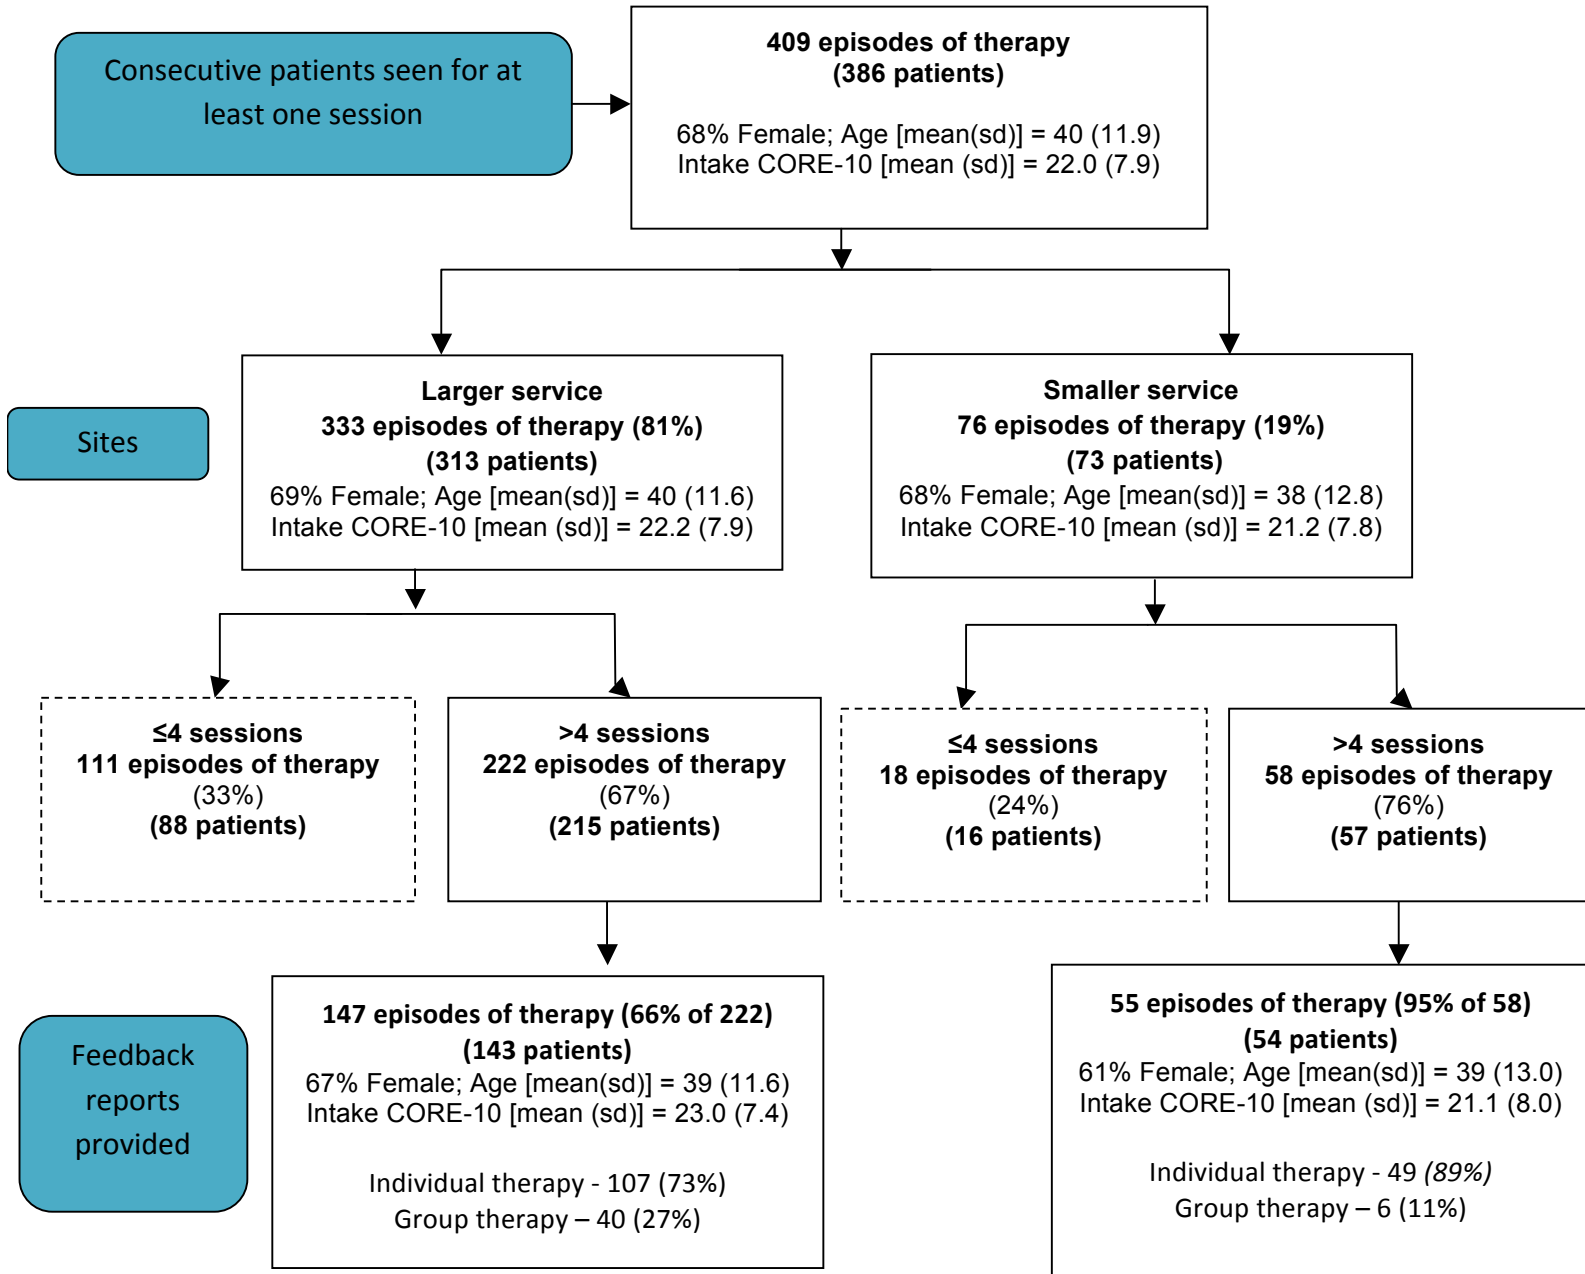 Consecutive patients seen for at
least one session
409 episodes of therapy
(386 patients)
68% Female; Age [mean(sd)] = 40 (11.9)
Intake CORE-10 [mean (sd)] = 22.0 (7.9)
Sites
Larger service
333 episodes of therapy (81%)
(313 patients)
69% Female; Age [mean(sd)] = 40 (11.6)
Intake CORE-10 [mean (sd)] = 22.2 (7.9)
Smaller service
76 episodes of therapy (19%)
(73 patients)
68% Female; Age [mean(sd)] = 38 (12.8)
Intake CORE-10 [mean (sd)] = 21.2 (7.8)
≤4 sessions
111 episodes of therapy
(33%)
(88 patients)
>4 sessions
222 episodes of therapy
(67%)
(215 patients)
≤4 sessions
18 episodes of therapy
(24%)
(16 patients)
>4 sessions
58 episodes of therapy
(76%)
(57 patients)
Feedback
reports
provided
147 episodes of therapy (66% of 222)
(143 patients)
67% Female; Age [mean(sd)] = 39 (11.6)
Intake CORE-10 [mean (sd)] = 23.0 (7.4)
Individual therapy - 107 (73%)
Group therapy – 40 (27%)
55 episodes of therapy (95% of 58)
(54 patients)
61% Female; Age [mean(sd)] = 39 (13.0)
Intake CORE-10 [mean (sd)] = 21.1 (8.0)
Individual therapy - 49 (89%)
Group therapy – 6 (11%)